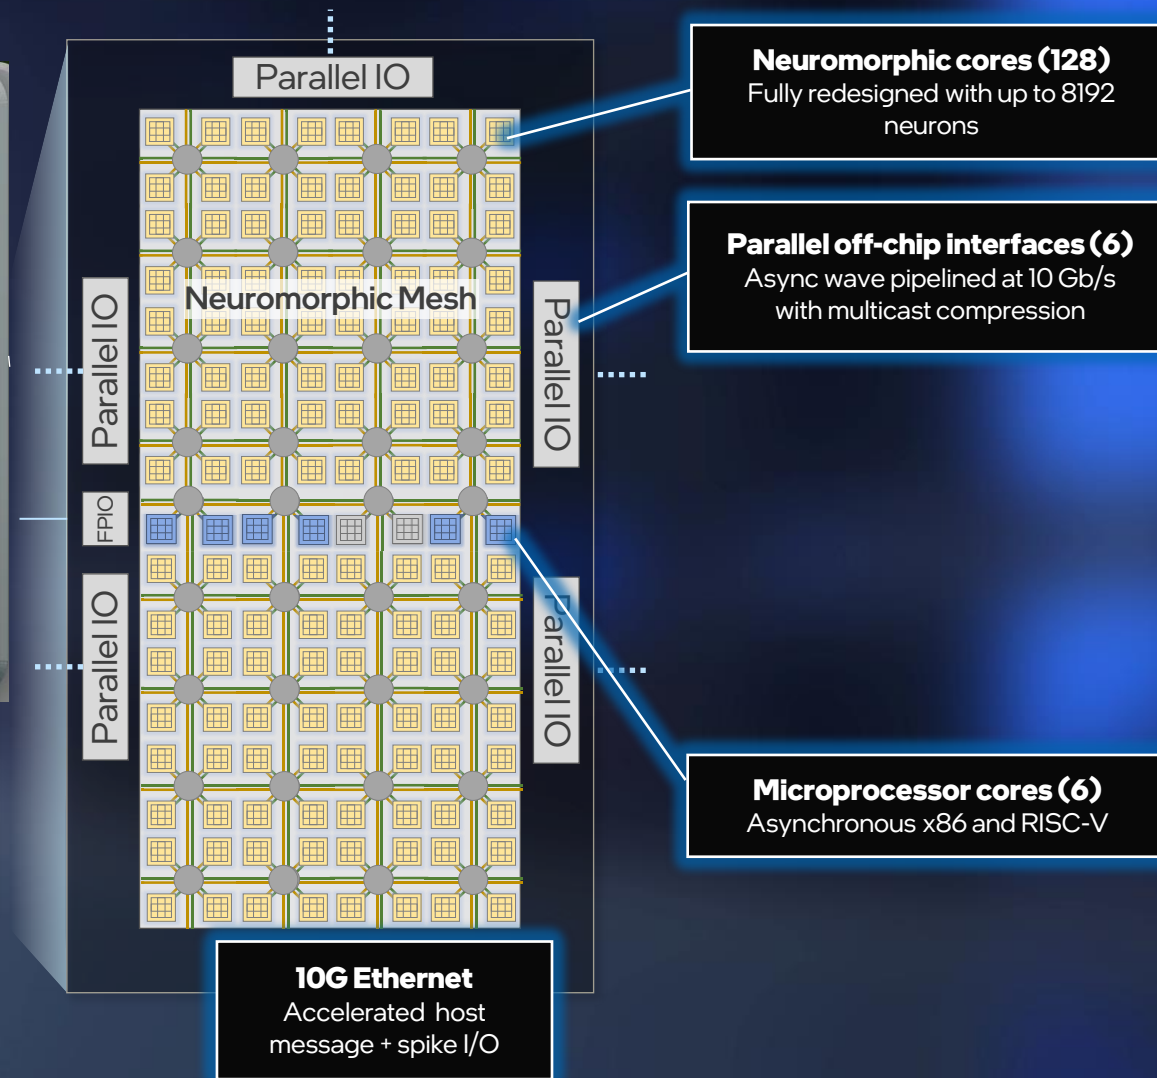 Parallel IO
Neuromorphic cores (128)
Fully redesigned with up to 8192
neurons
Parallel off-chip interfaces (6)
Async wave pipelined at 10 Gb/s
with multicast compression
Neuromorphic Mesh
Parallel IO
Parallel IO
FPIO
Parallel IO
Parallel IO
Microprocessor cores (6)
Asynchronous x86 and RISC-V
10G Ethernet
Accelerated host
message + spike I/O